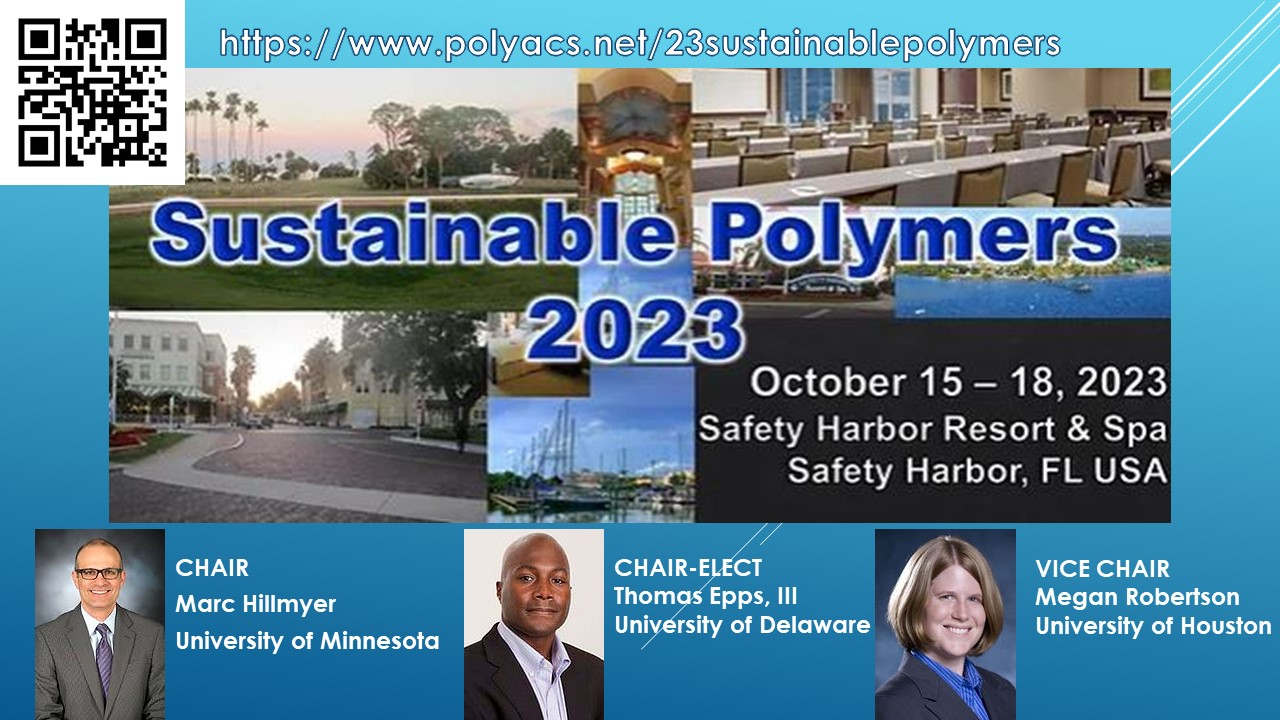 https://www.polyacs.net/23sustainablepolymers
Sustainable Polymers
2023
October 15 – 18, 2023
Safety Harbor Resort & Spa
Safety Harbor, FL USA
CHAIR
Marc Hillmyer
University of Minnesota
CHAIR-ELECT
Thomas Epps, III
University of Delaware
VICE CHAIR
Megan Robertson
University of Houston